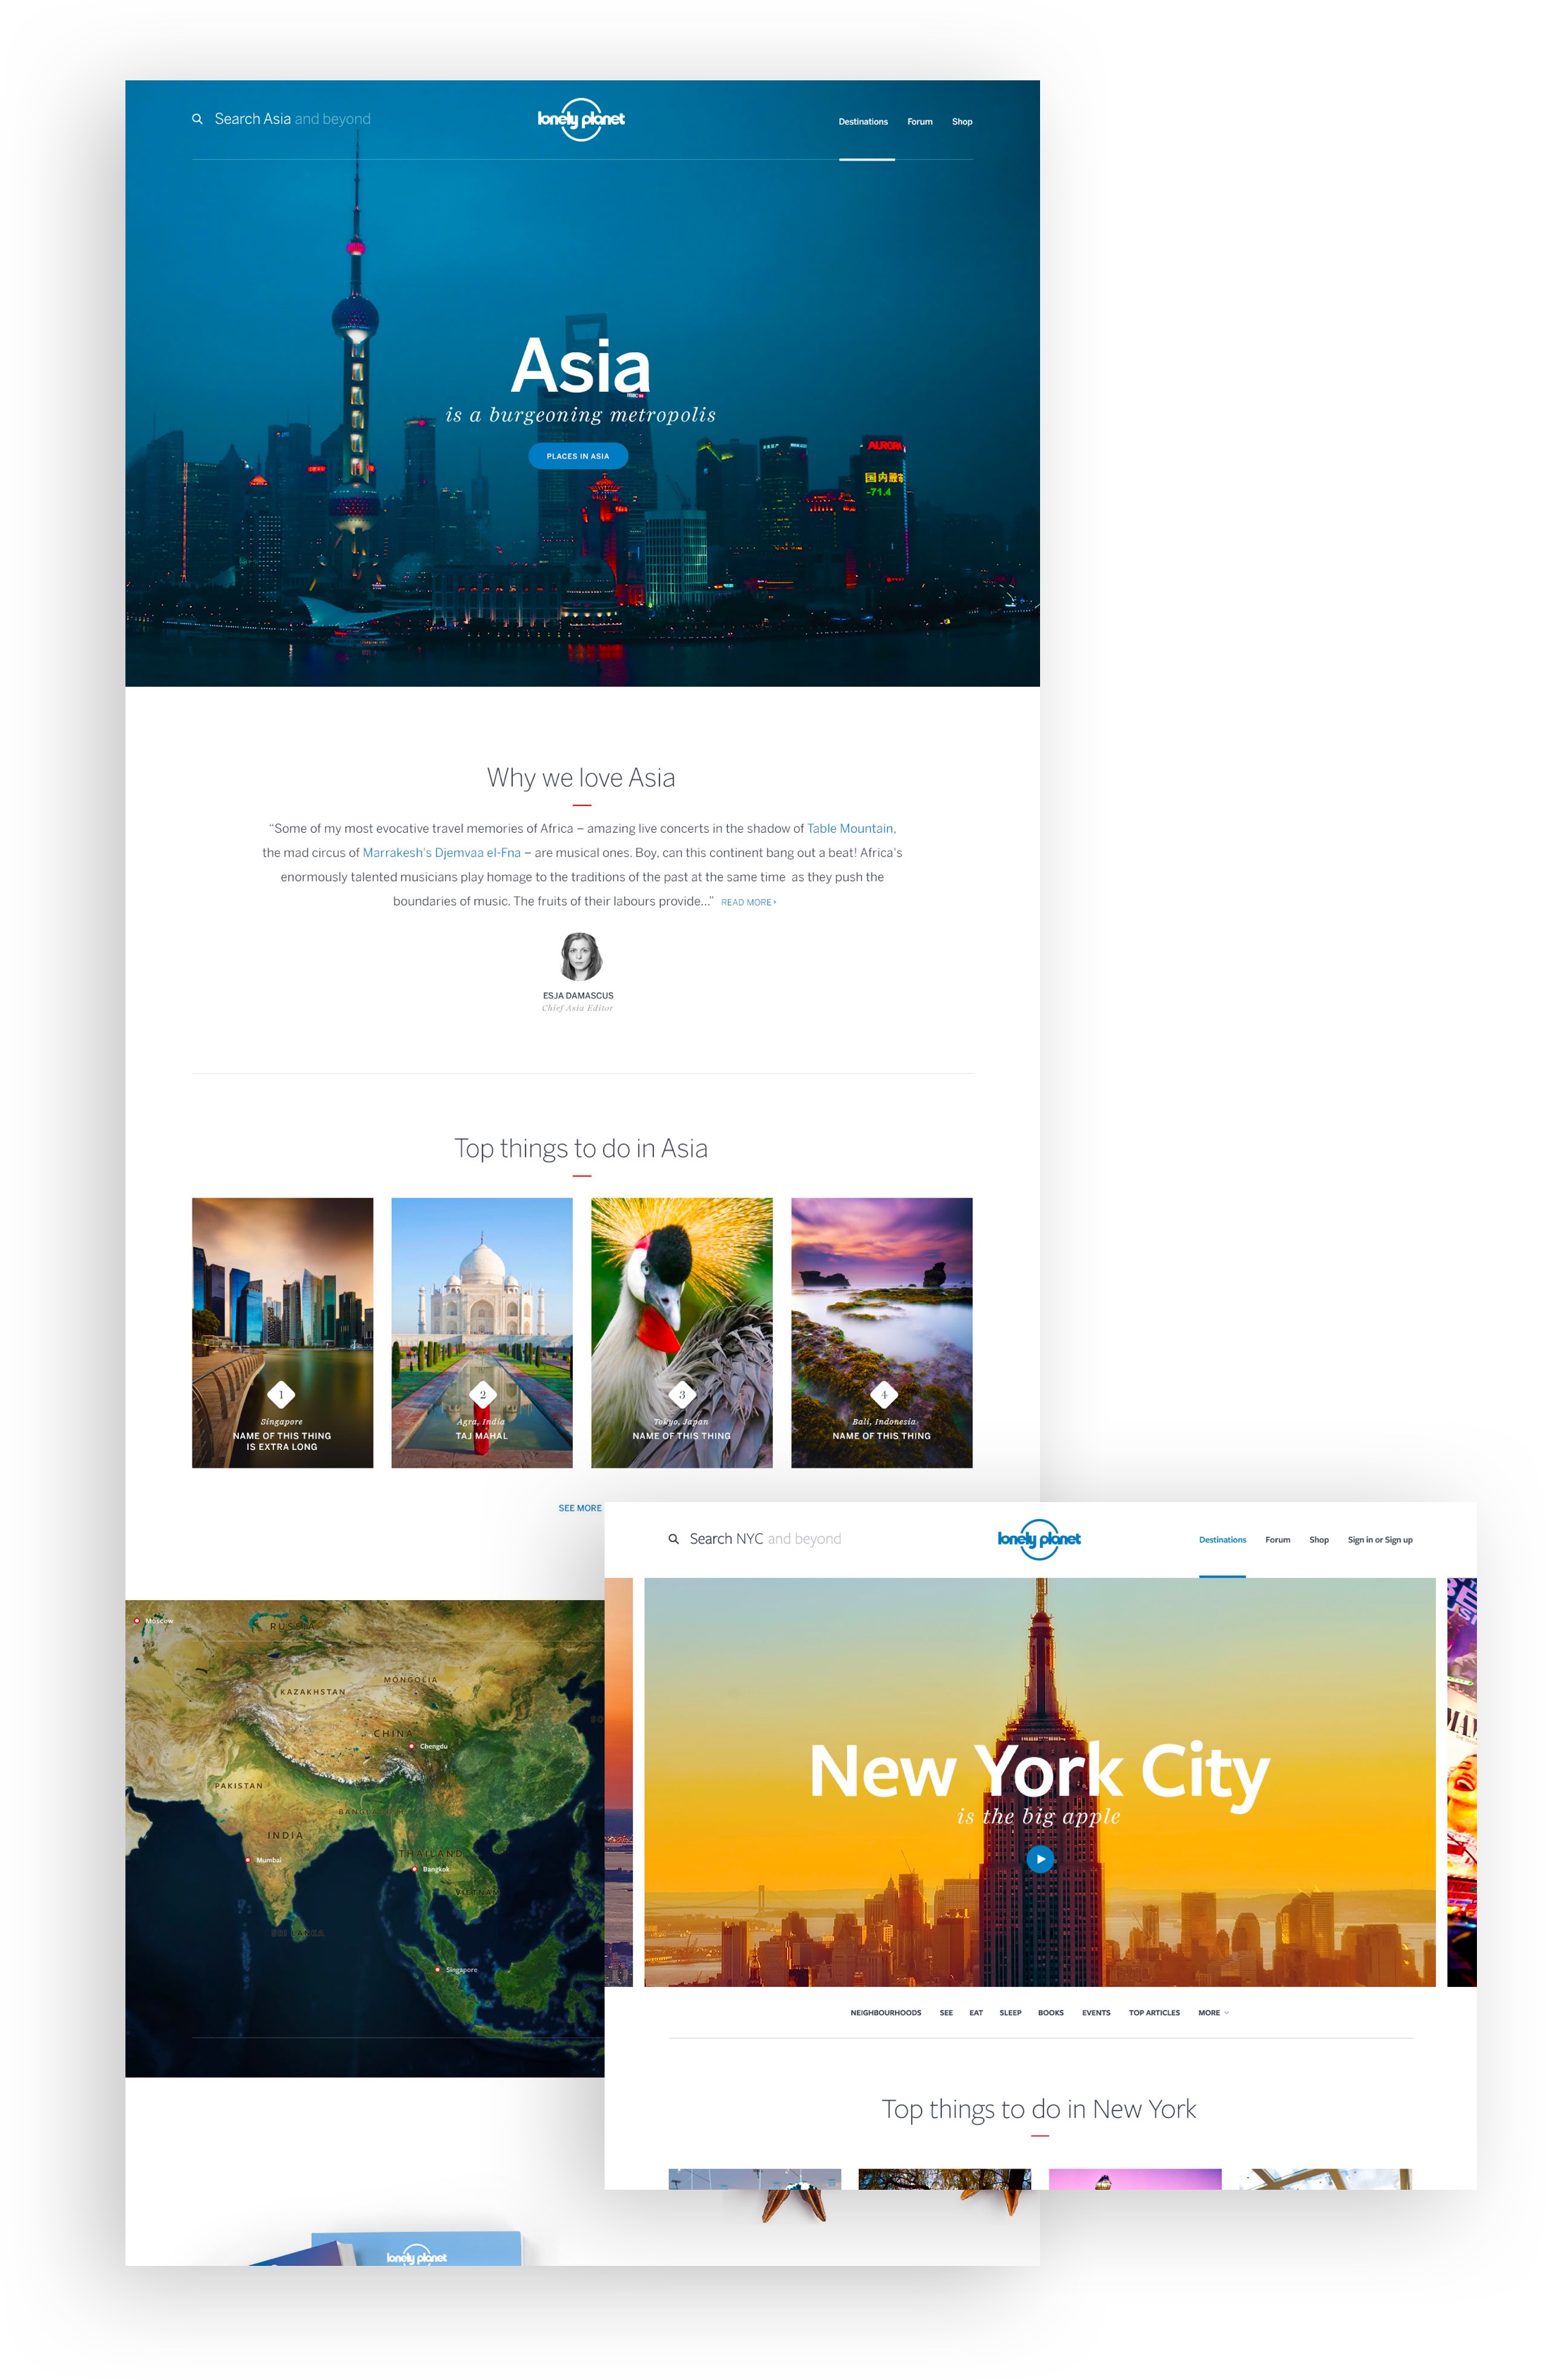 Search Asia and beyond
lonely planet
Destinations Forum Shop
Asia
is a burgeoning metropolis
PLACES IN ASIA
AURORA
国内
-71.4
Why we love Asia
“Some of my most evocative travel memories of Africa – amazing live concerts in the shadow of Table Mountain,
the mad circus of Marrakesh's Djemvaa el-Fna – are musical ones. Boy, can this continent bang out a beat! Africa's
enormously talented musicians play homage to the traditions of the past at the same time as they push the
boundaries of music. The fruits of their labours provide...” READ MORE
ESJA DAMASCUS
Chief Asia Editor
Top things to do in Asia
1
Singapore
NAME OF THIS THING
IS EXTRA LONG
2
Agra, India
TAJ MAHAL
3
Tokyo, Japan
NAME OF THIS THING
4
Bali, Indonesia
NAME OF THIS THING
SEE MORE
Moscow
RUSSIA
MONGOLIA
KAZAKHSTAN
CHINA
Chengdu
PAKISTAN
BANGLADESH
INDIA
THAILAND
Mumbai
Bangkok
VIETNAM
SRI LANKA
Singapore
lonely planet
Search NYC and beyond
lonely planet
Destinations Forum Shop Sign in or Sign up
New York City
is the big apple
NEIGHBOURHOODS SEE EAT SLEEP BOOKS EVENTS TOP ARTICLES MORE
Top things to do in New York